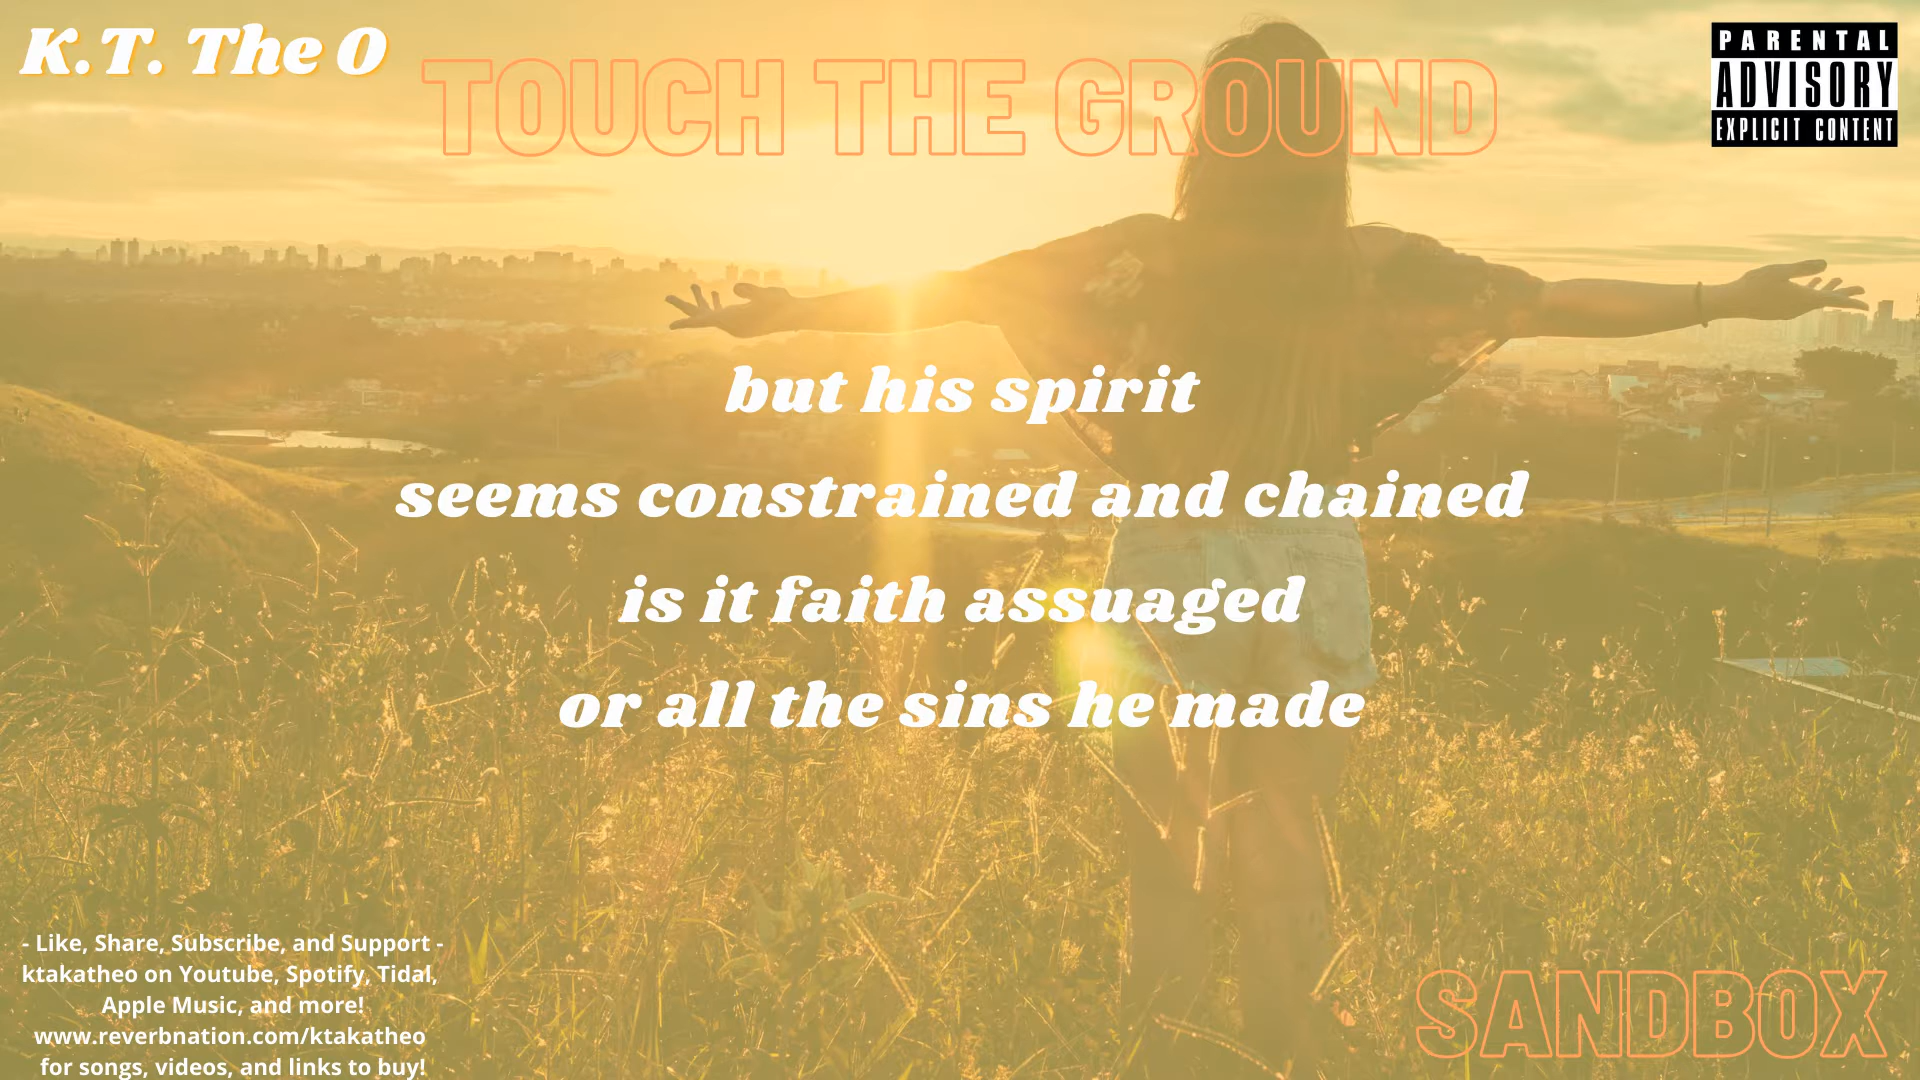 K.T. The O
TOUCH THE GROUND
PARENTAL
ADVISORY
EXPLICIT CONTENT
but his spirit
seems constrained and chained
is it faith assuaged
or all the sins he made
- Like, Share, Subscribe, and Support -
ktakatheo on Youtube, Spotify, Tidal,
Apple Music, and more!
www.reverbnation.com/ktakatheo
for songs, videos, and links to buy!
SANDBOX